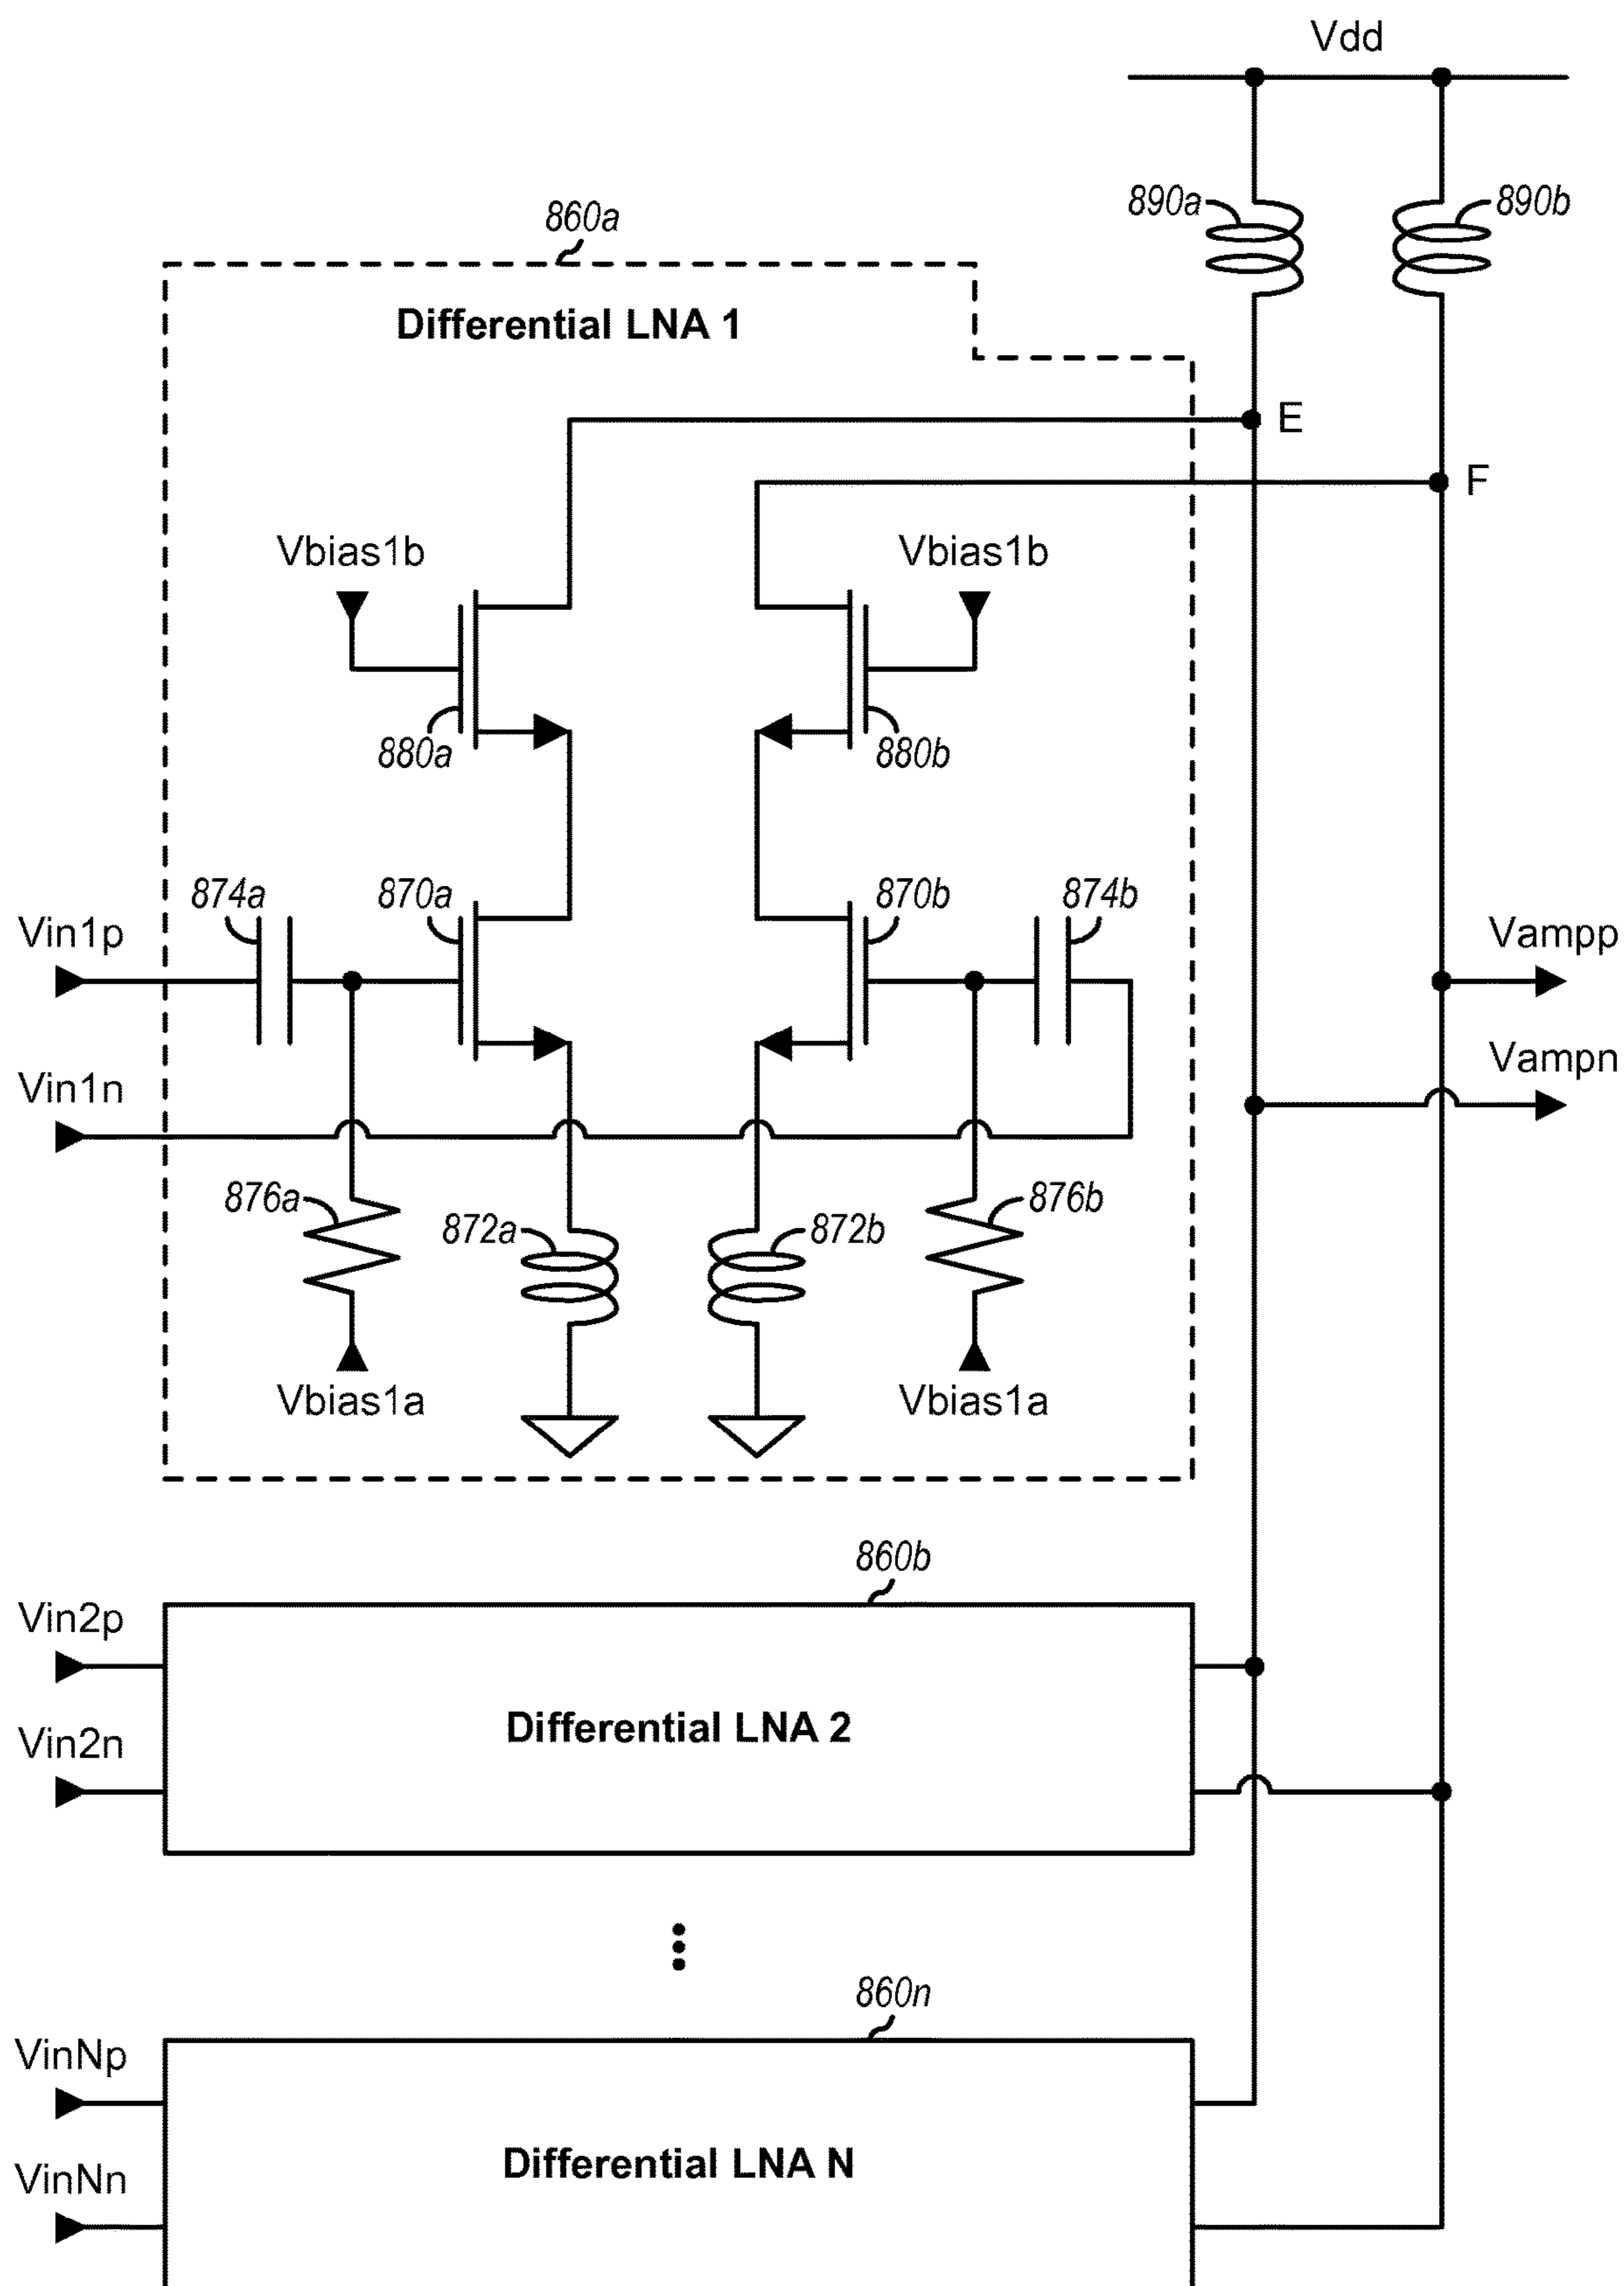 Vdd
890a
890b
860a
Differential LNA 1
E
F
Vbias1b
Vbias1b
880a
880b
874a
870a
870b
874b
Vin1p
Vampp
Vin1n
Vampn
876a
872a
872b
876b
Vbias1a
Vbias1a
860b
Vin2p
Differential LNA 2
Vin2n
860n
VinNp
Differential LNA N
VinNn